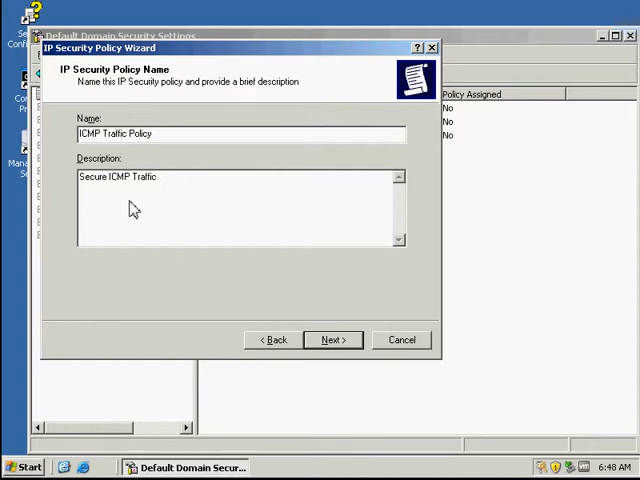 Default Domain Security Settings
IP Security Policy Wizard
IP Security Policy Name
Name this IP Security policy and provide a brief description
Name:
ICMP Traffic Policy
Description:
Secure ICMP Traffic
< Back
Next >
Cancel
Policy Assigned
No
No
No
Start
Default Domain Secur...
6:48 AM